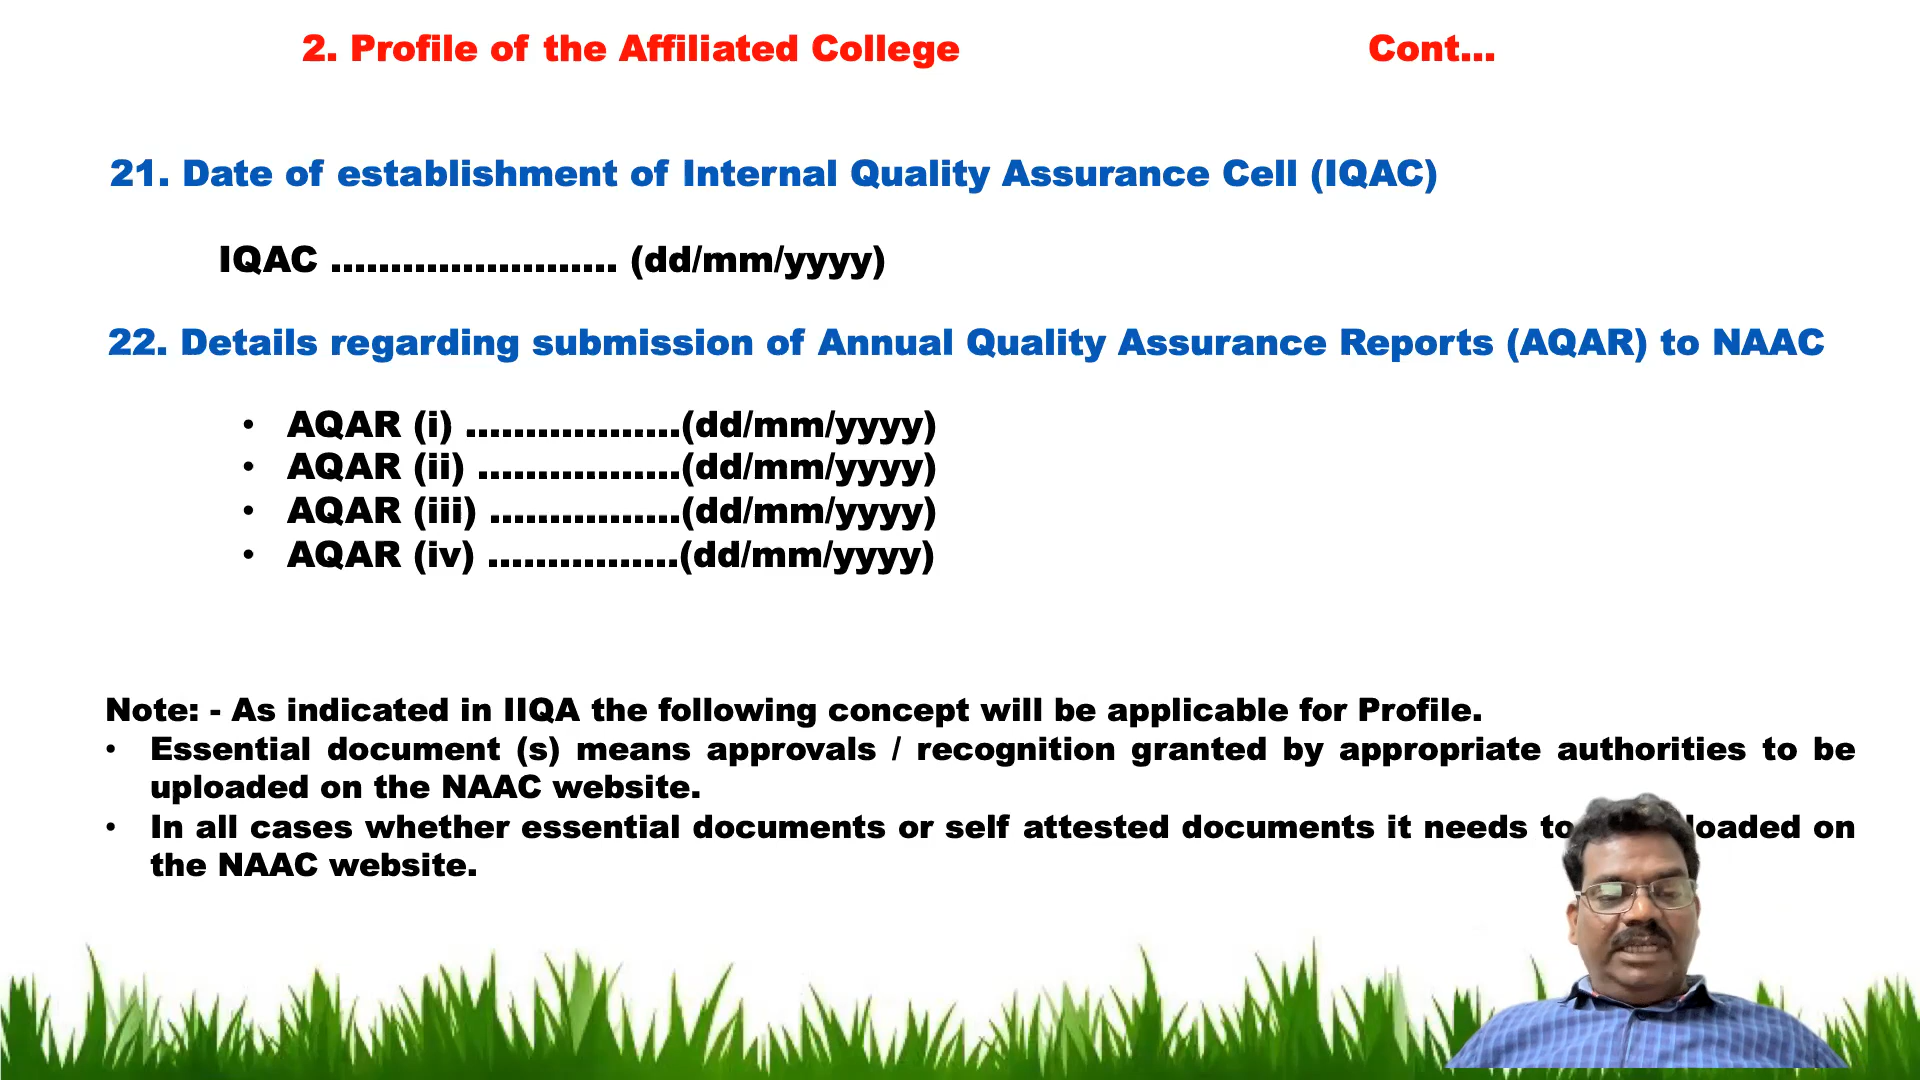 2. Profile of the Affiliated College Cont...
21. Date of establishment of Internal Quality Assurance Cell (IQAC)
IQAC ........................ (dd/mm/yyyy)
22. Details regarding submission of Annual Quality Assurance Reports (AQAR) to NAAC
• AQAR (i) ..................(dd/mm/yyyy)
• AQAR (ii) .................(dd/mm/yyyy)
• AQAR (iii) ................(dd/mm/yyyy)
• AQAR (iv) ................(dd/mm/yyyy)
Note: - As indicated in IIQA the following concept will be applicable for Profile.
• Essential document (s) means approvals / recognition granted by appropriate authorities to be
uploaded on the NAAC website.
• In all cases whether essential documents or self attested documents it needs to loaded on
the NAAC website.